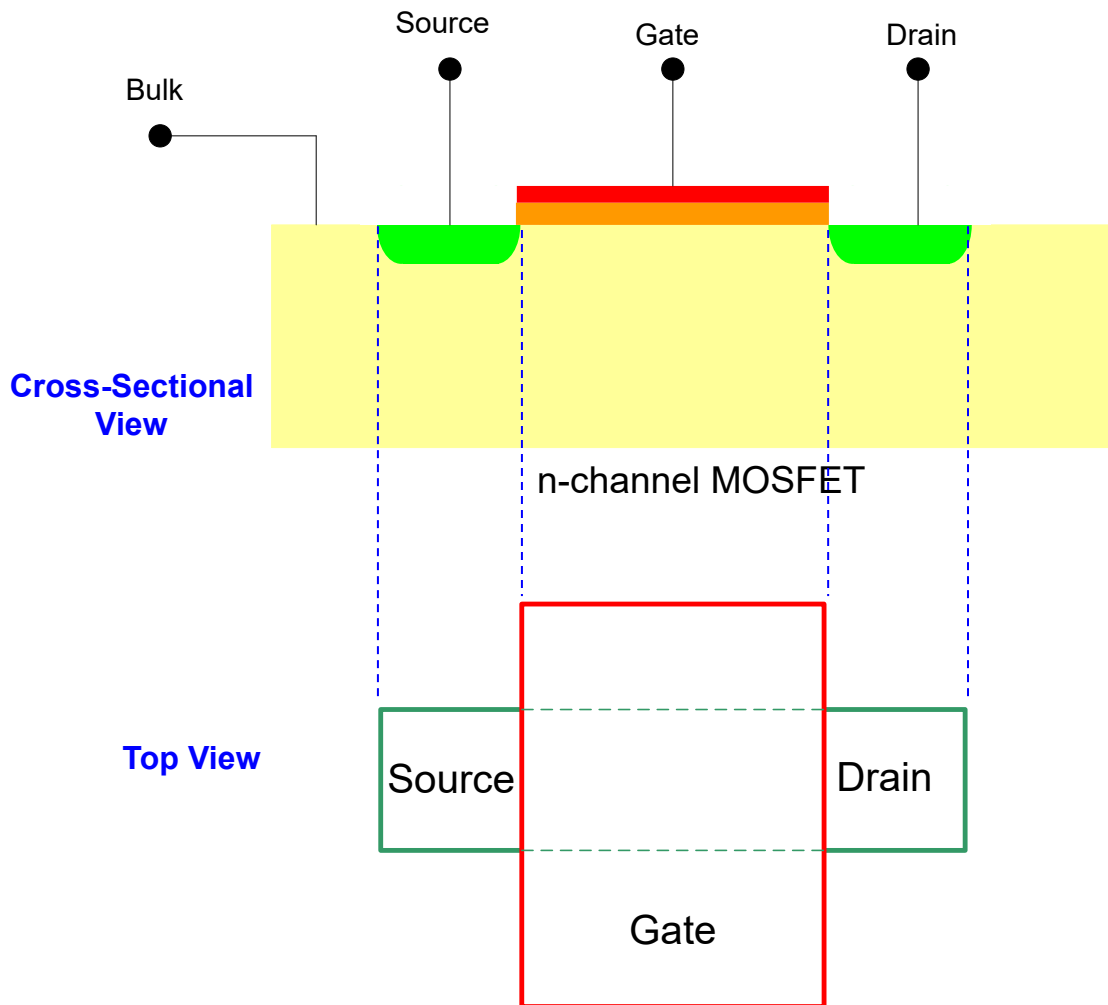 Source
Gate
Drain
Bulk
Cross-Sectional
View
n-channel MOSFET
Top View
Source
Drain
Gate